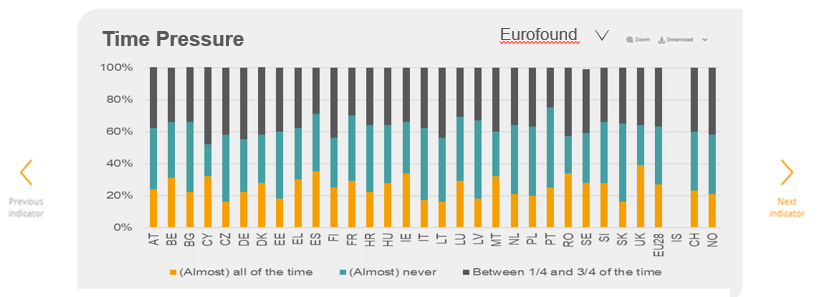 Time Pressure
Eurofound
Zoom
Download
100%
80%
60%
40%
20%
0%
AT BE BG CY CZ DE DK EE EL ES FI FR HR HU IE IT LT LU LV MT NL PL PT RO SE SI SK UK EU28 IS CH NO
(Almost) all of the time (Almost) never Between 1/4 and 3/4 of the time
Previous
indicator
Next
indicator